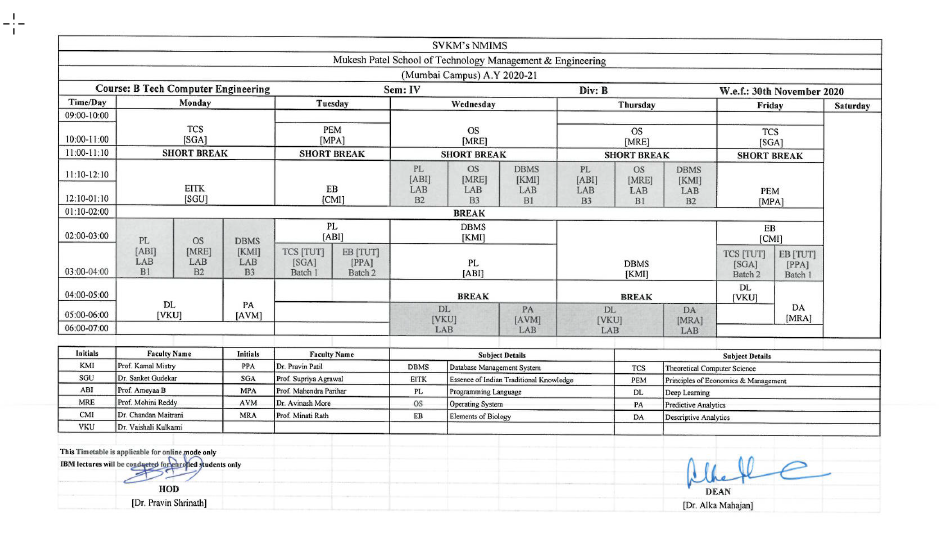 SVKM's NMIMS
Mukesh Patel School of Technology Management & Engineering
(Mumbai Campus) A.Y 2020-21
Course: B Tech Computer Engineering Sem: IV Div: B W.e.f.: 30th November 2020
Time/Day Monday Tuesday Wednesday Thursday Friday Saturday
09:00-10:00
10:00-11:00
TCS PEM OS OS TCS
[SGA] [MPA] [MRE] [MRE] [SGA]
11:00-11:10 SHORT BREAK SHORT BREAK SHORT BREAK SHORT BREAK SHORT BREAK
11:10-12:10
12:10-01:10
EITK EB
[SGU] [CMI]
PL OS DBMS PL OS DBMS
[ABI] [MRE] [KMI] [ABI] [MRE] [KMI]
LAB LAB LAB LAB LAB LAB
B2 B3 B1 B3 B1 B2
PEM
[MPA]
01:10-02:00 BREAK
02:00-03:00
PL DBMS EB
[ABI] [KMI] [CMI]
PL OS DBMS
[ABI] [MRE] [KMI]
LAB LAB LAB
B1 B2 B3
03:00-04:00
TCS [TUT] EB [TUT] PL DBMS TCS [TUT] EB [TUT]
[SGA] [PPA] [ABI] [KMI] [SGA] [PPA]
Batch 1 Batch 2 Batch 2 Batch 1
04:00-05:00 BREAK BREAK
DL
[VKU]
05:00-06:00
DL PA
[VKU] [AVM]
DL PA DL DA
[VKU] [AVM] [VKU] [MRA]
LAB LAB LAB LAB
DA
[MRA]
06:00-07:00
Initials Faculty Name Initials Faculty Name Subject Details Subject Details
KMI Prof. Kamal Mistry PPA Dr. Pravin Patil DBMS Database Management System TCS Theoretical Computer Science
SGU Dr. Sanket Gudekar SGA Prof. Supriya Agrawal EITK Essence of Indian Traditional Knowledge PEM Principles of Economics & Management
ABI Prof. Ameyaa B MPA Prof. Mahendra Parihar PL Programming Language DL Deep Learning
MRE Prof. Mohini Reddy AVM Dr. Avinash More OS Operating System PA Predictive Analytics
CMI Dr. Chandan Maitrani MRA Prof. Minati Rath EB Elements of Biology DA Descriptive Analytics
VKU Dr. Vaishali Kulkarni
This Timetable is applicable for online mode only
IBM lectures will be conducted for enrolled students only
HOD DEAN
[Dr. Pravin Shrinath] [Dr. Alka Mahajan]